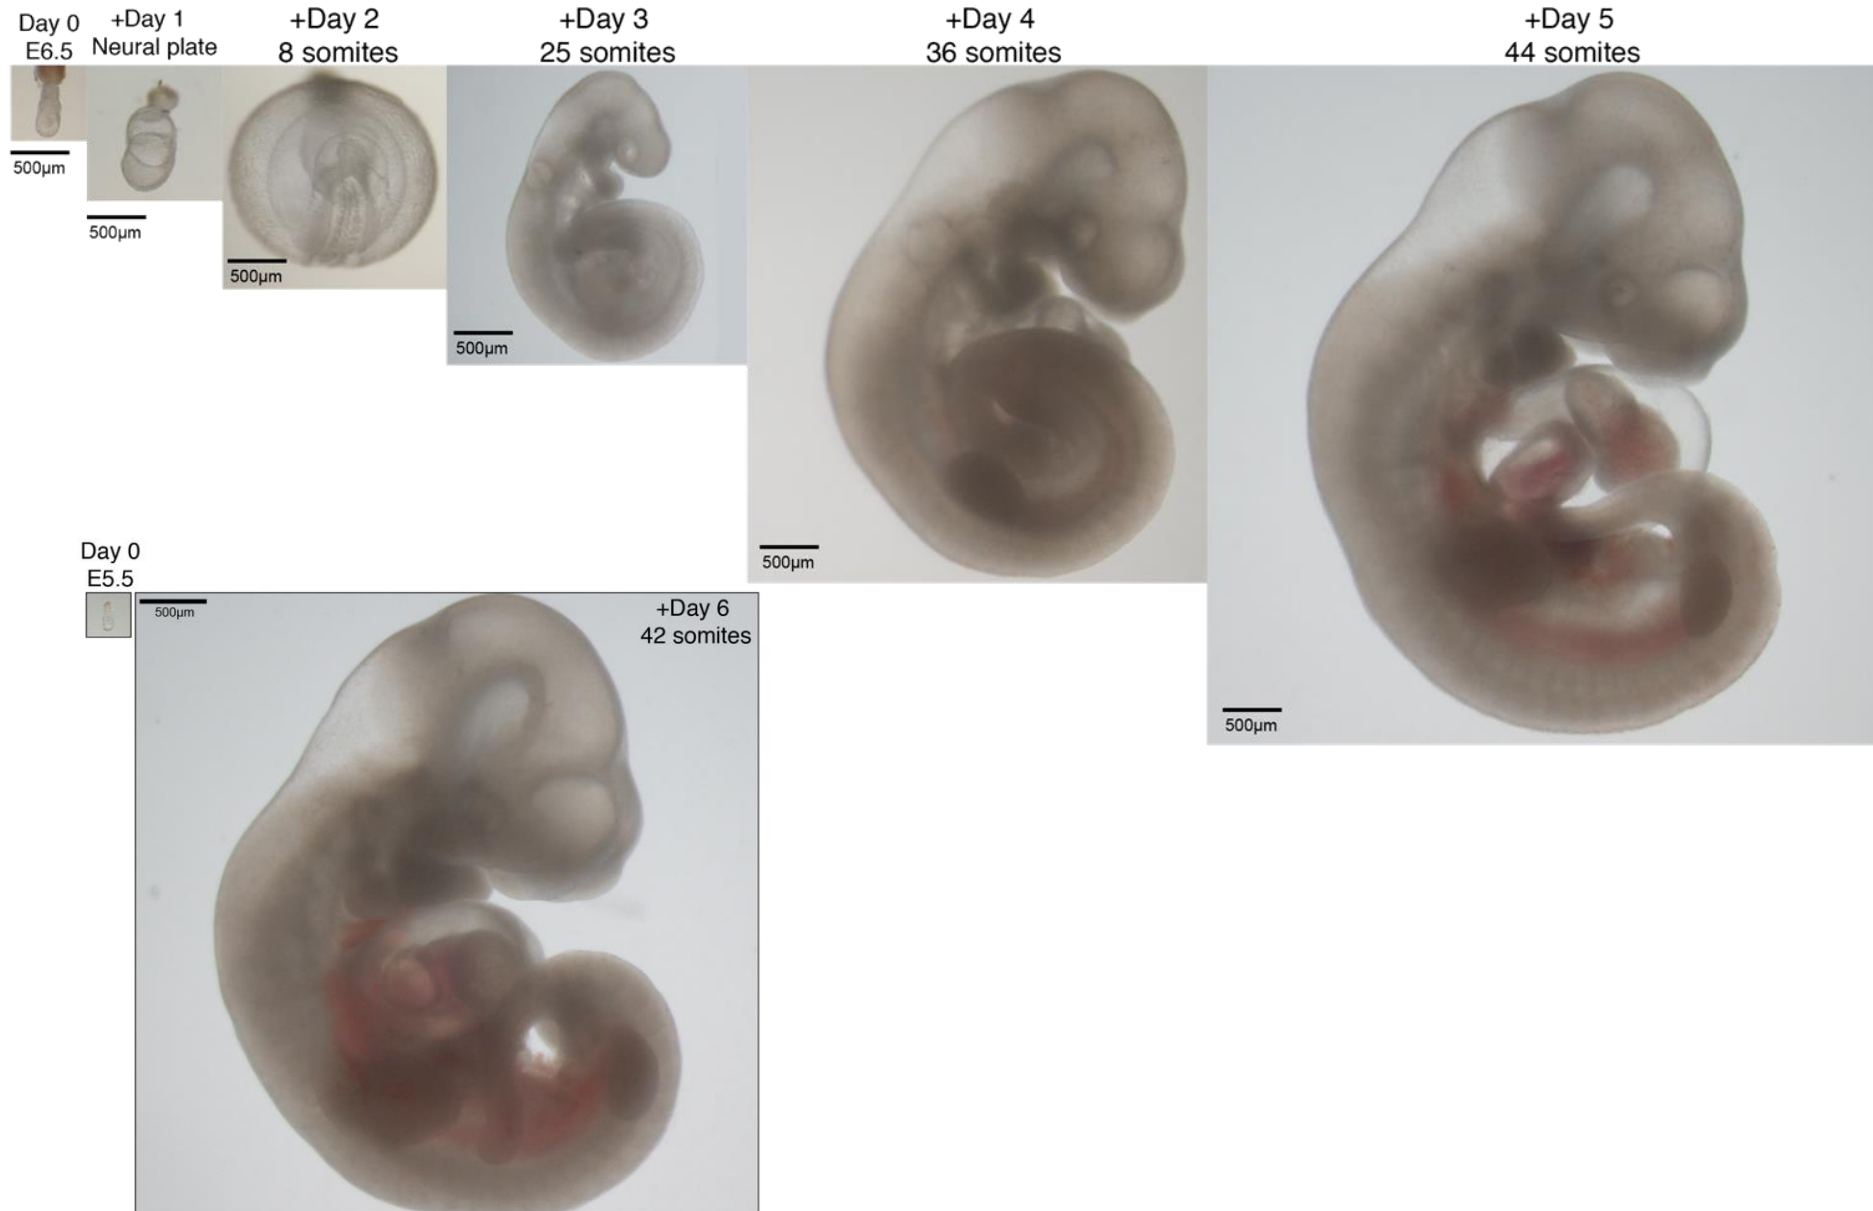 Day 0
E6.5
500µm
+Day 1
Neural plate
500µm
+Day 2
8 somites
500µm
+Day 3
25 somites
500µm
+Day 4
36 somites
500µm
+Day 5
44 somites
500µm
Day 0
E5.5
500µm
+Day 6
42 somites